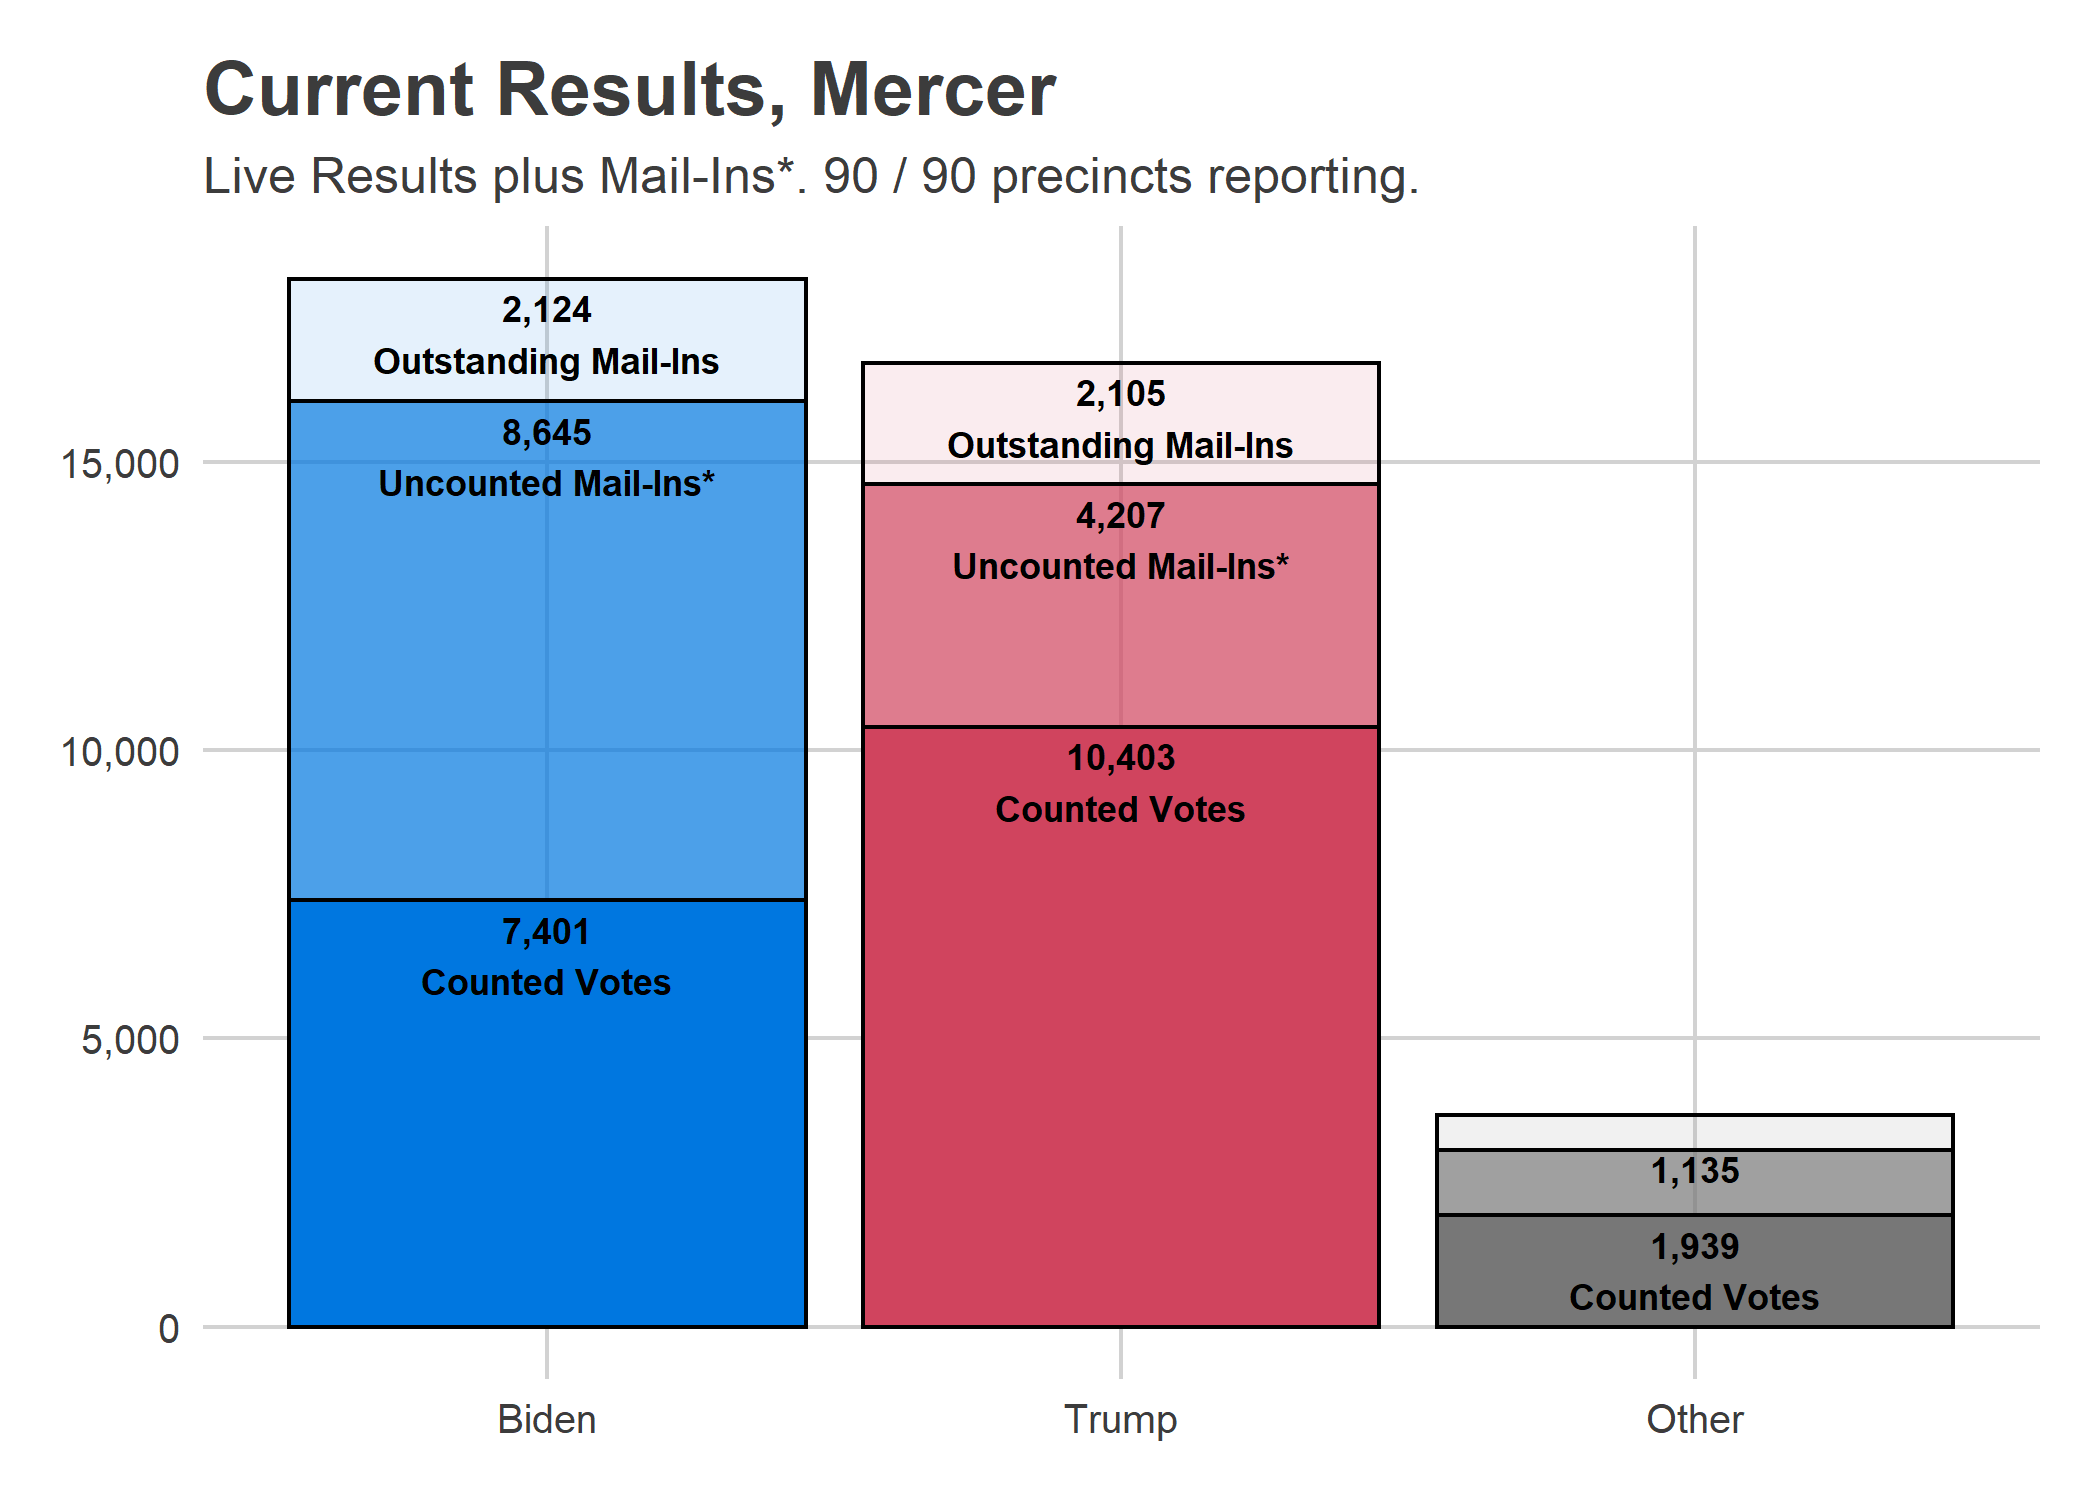 Current Results, Mercer
Live Results plus Mail-Ins*. 90 / 90 precincts reporting.
2,124
Outstanding Mail-Ins
8,645
Uncounted Mail-Ins*
7,401
Counted Votes
2,105
Outstanding Mail-Ins
4,207
Uncounted Mail-Ins*
10,403
Counted Votes
1,135
1,939
Counted Votes
15,000
10,000
5,000
0
Biden
Trump
Other